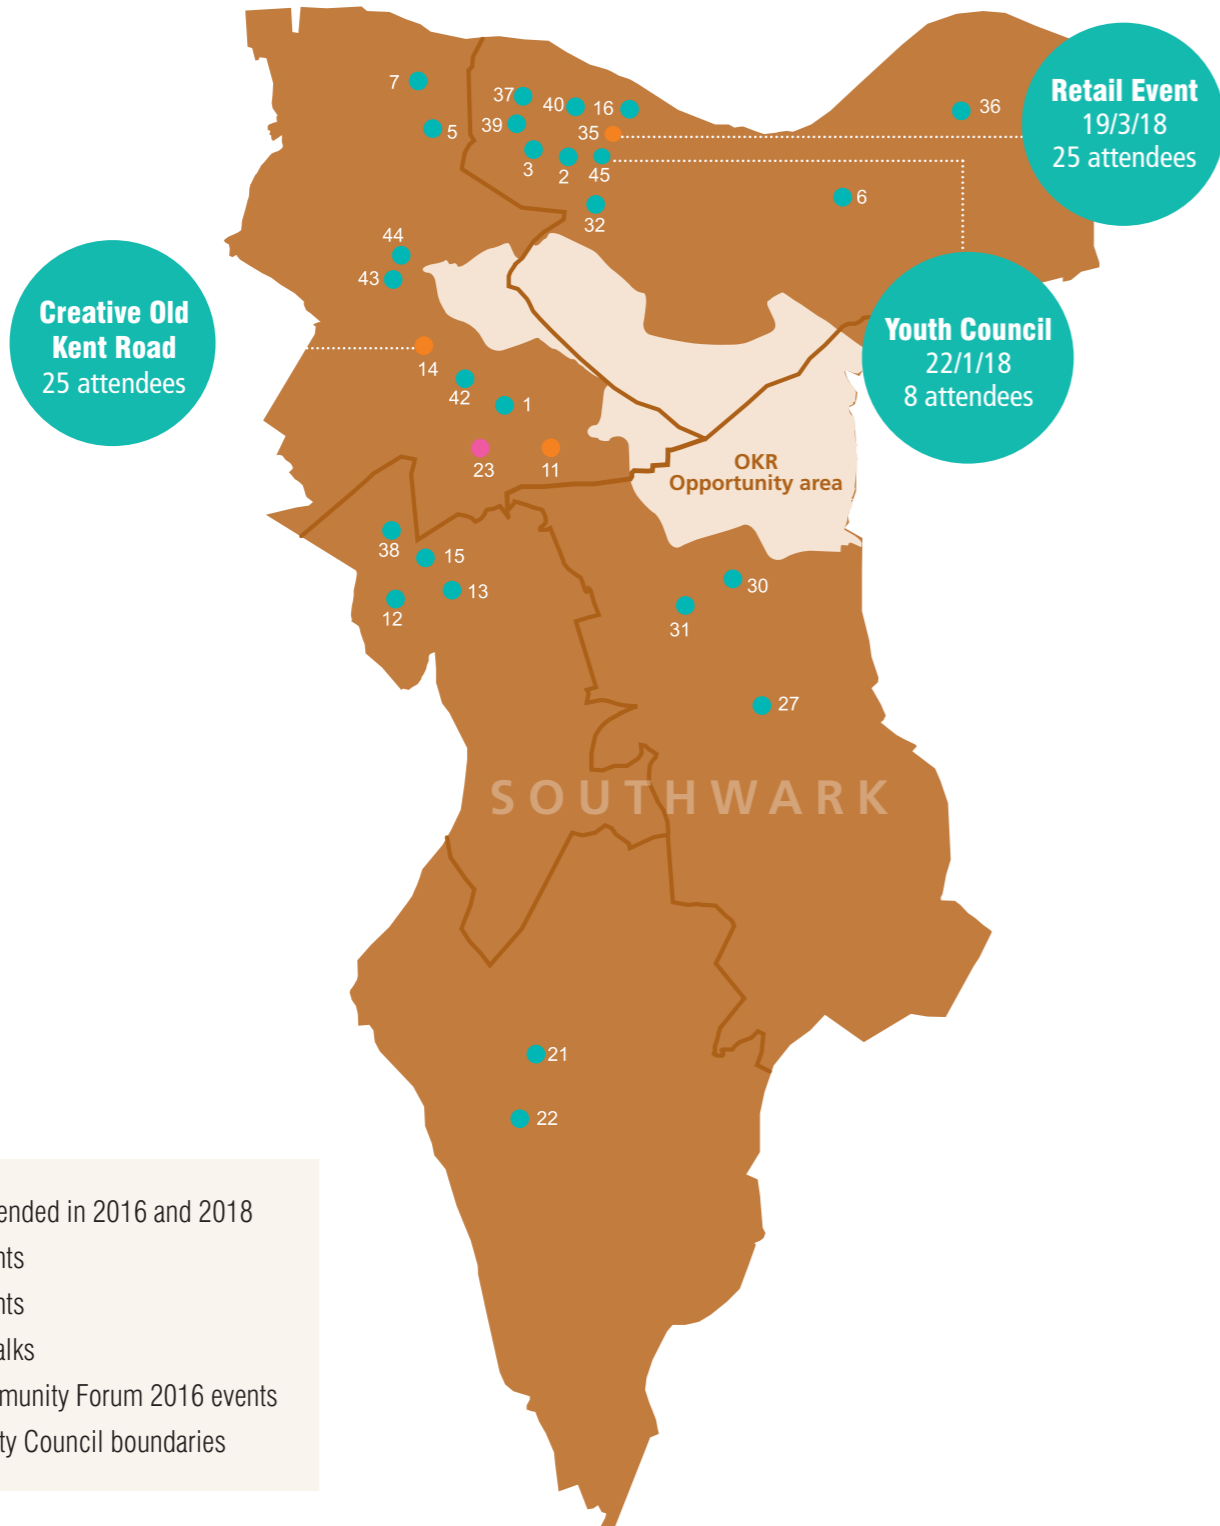 7
5
37
40
16
39
35
3
2
45
32
36
6
Retail Event
19/3/18
25 attendees
44
43
Creative Old
Kent Road
25 attendees
Youth Council
22/1/18
8 attendees
14
42
1
23
11
OKR
Opportunity area
38
15
13
12
30
31
27
SOUTHWARK
21
22
ended in 2016 and 2018
nts
nts
alks
munity Forum 2016 events
ty Council boundaries